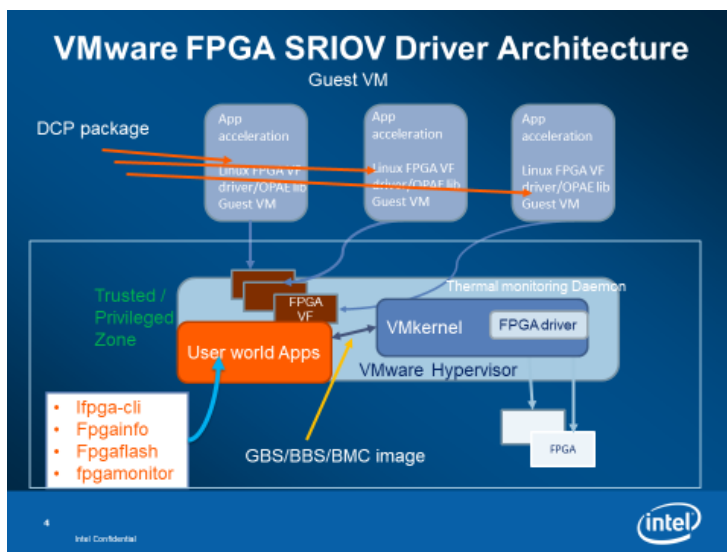 VMware FPGA SRIOV Driver Architecture
Guest VM
DCP package
App
acceleration
Linux FPGA VF
driver/OPAE lib
Guest VM
App
acceleration
Linux FPGA VF
driver/OPAE lib
Guest VM
App
acceleration
Linux FPGA VF
driver/OPAE lib
Guest VM
Trusted /
Privileged
Zone
FPGA
VF
Thermal monitoring Daemon
User world Apps
VMkernel
FPGA driver
VMware Hypervisor
• Ifpga-cli
• Fpgainfo
• Fpgaflash
• fpgamonitor
GBS/BBS/BMC image
FPGA
4
Intel Confidential
intel